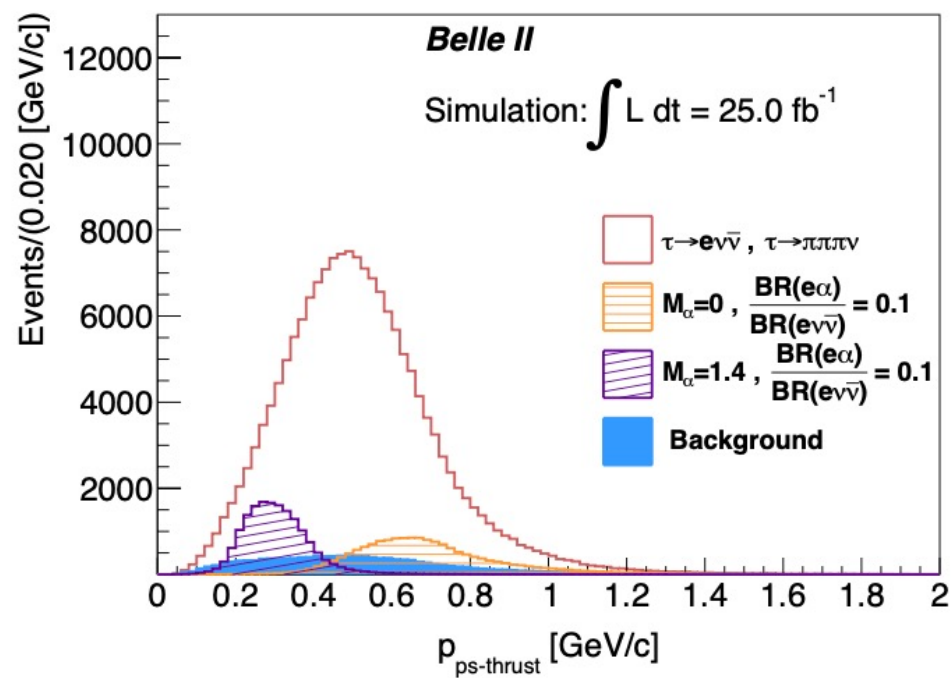 Belle II
Simulation: ∫ L dt = 25.0 fb⁻¹
Events/(0.020 [GeV/c])
12000
10000
8000
6000
4000
2000
τ→eνν̄ , τ→πππν
Mα=0 , BR(eα)/BR(eνν̄) = 0.1
Mα=1.4 , BR(eα)/BR(eνν̄) = 0.1
Background
0 0.2 0.4 0.6 0.8 1 1.2 1.4 1.6 1.8 2
p_ps-thrust [GeV/c]